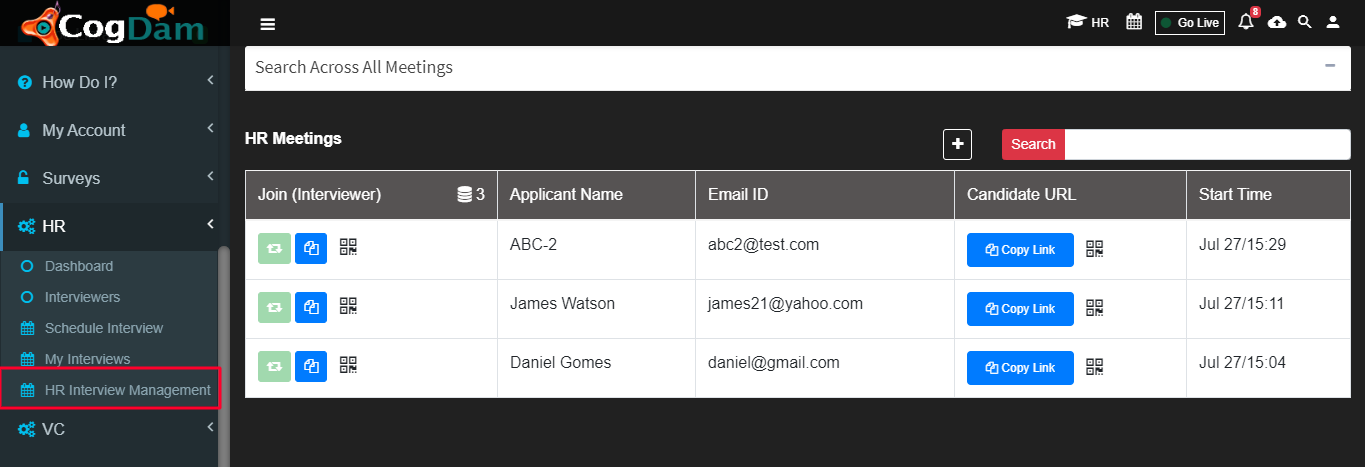 CogDam
HR
8
Go Live
How Do I?
My Account
Surveys
HR
Dashboard
Interviewers
Schedule Interview
My Interviews
HR Interview Management
VC
Search Across All Meetings
HR Meetings
Search
Join (Interviewer) 3 Applicant Name Email ID Candidate URL Start Time
ABC-2 abc2@test.com Copy Link Jul 27/15:29
James Watson james21@yahoo.com Copy Link Jul 27/15:11
Daniel Gomes daniel@gmail.com Copy Link Jul 27/15:04